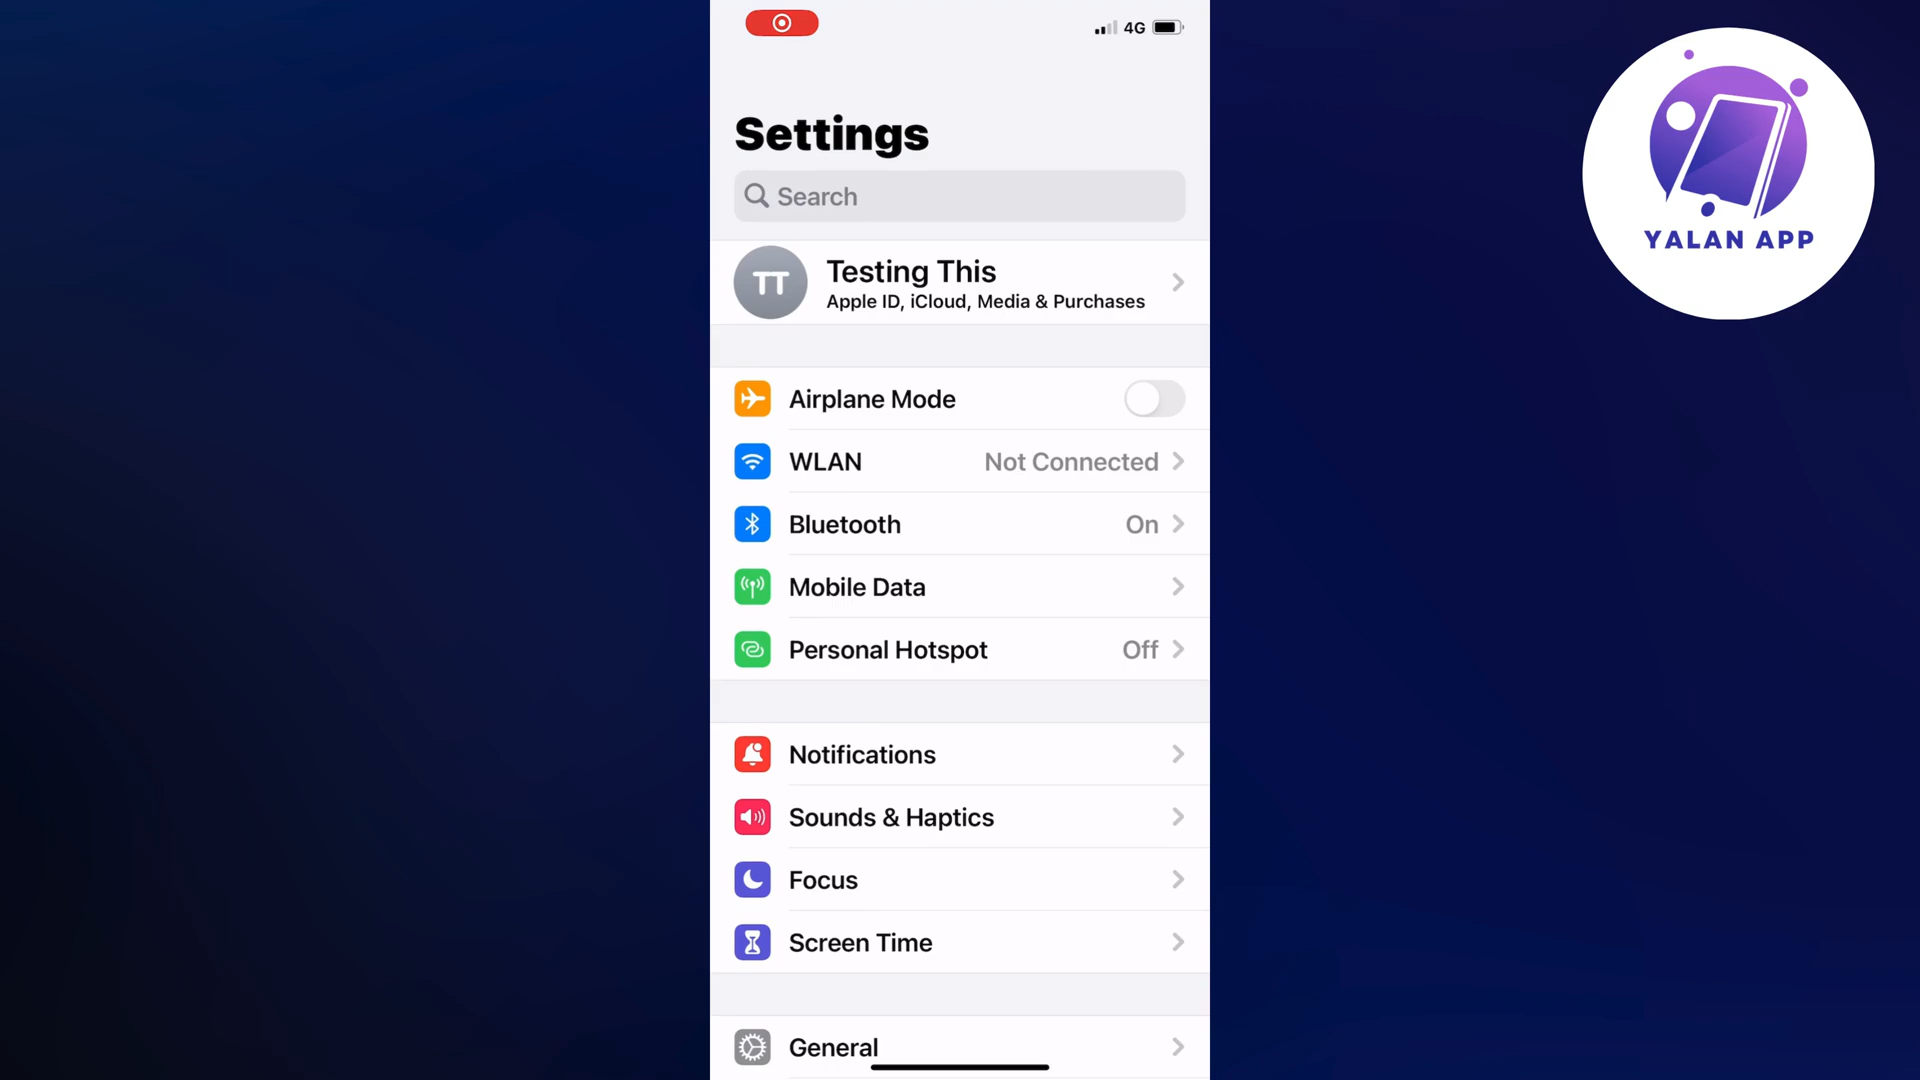 4G
YALAN APP
Settings
Search
TT
Testing This
Apple ID, iCloud, Media & Purchases
Airplane Mode
WLAN Not Connected
Bluetooth On
Mobile Data
Personal Hotspot Off
Notifications
Sounds & Haptics
Focus
Screen Time
General